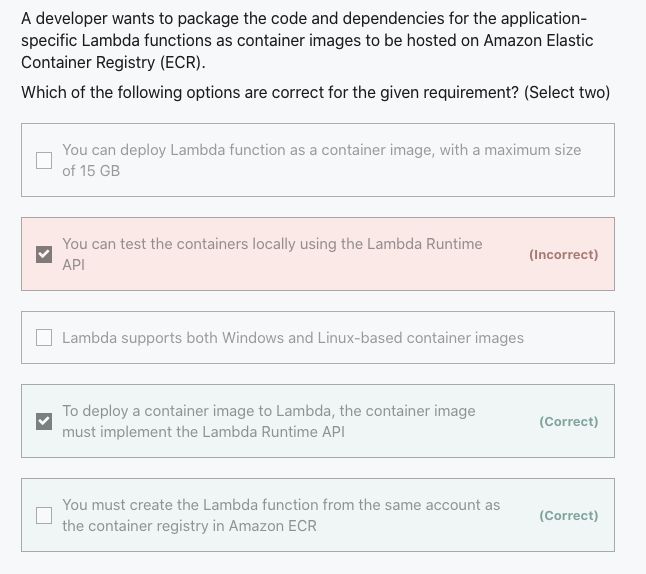 A developer wants to package the code and dependencies for the application-
specific Lambda functions as container images to be hosted on Amazon Elastic
Container Registry (ECR).
Which of the following options are correct for the given requirement? (Select two)
You can deploy Lambda function as a container image, with a maximum size
of 15 GB
You can test the containers locally using the Lambda Runtime
API
(Incorrect)
Lambda supports both Windows and Linux-based container images
To deploy a container image to Lambda, the container image
must implement the Lambda Runtime API
(Correct)
You must create the Lambda function from the same account as
the container registry in Amazon ECR
(Correct)